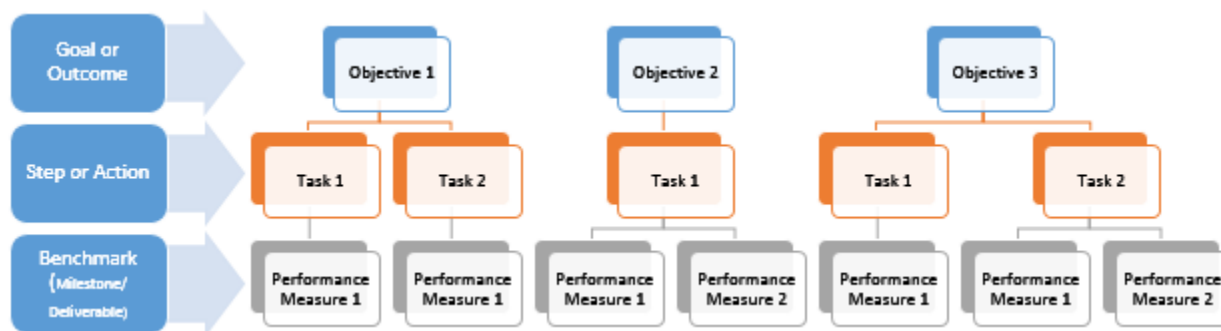 Goal or
Outcome
Objective 1
Objective 2
Objective 3
Step or Action
Task 1
Task 2
Task 1
Task 1
Task 2
Benchmark
(Milestone/
Deliverable)
Performance
Measure 1
Performance
Measure 1
Performance
Measure 1
Performance
Measure 2
Performance
Measure 1
Performance
Measure 1
Performance
Measure 2